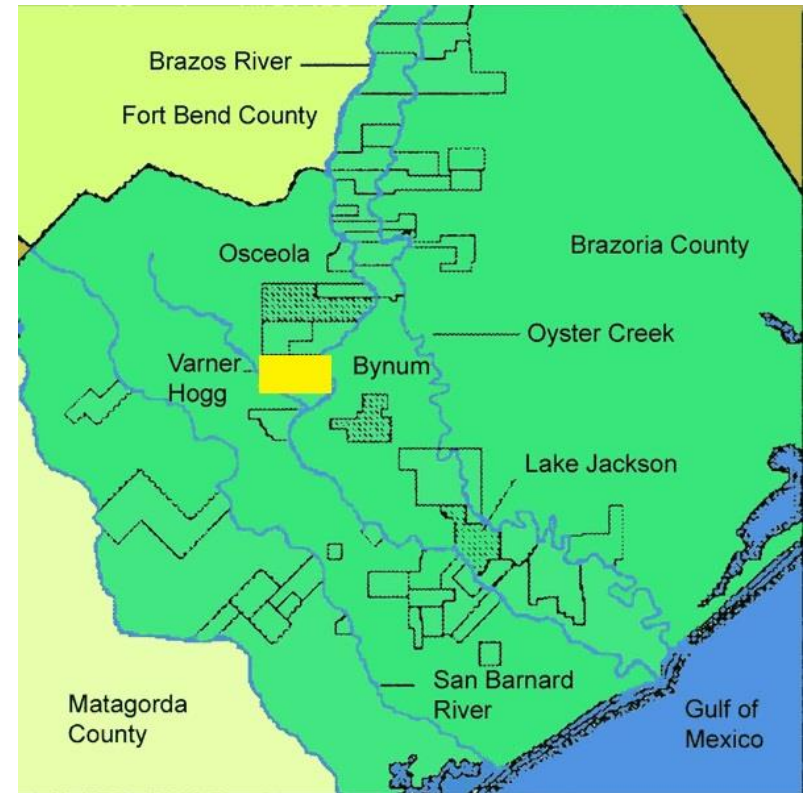 Brazos River
Fort Bend County
Osceola
Brazoria County
Oyster Creek
Varner
Hogg
Bynum
Lake Jackson
San Barnard
River
Matagorda
County
Gulf of
Mexico